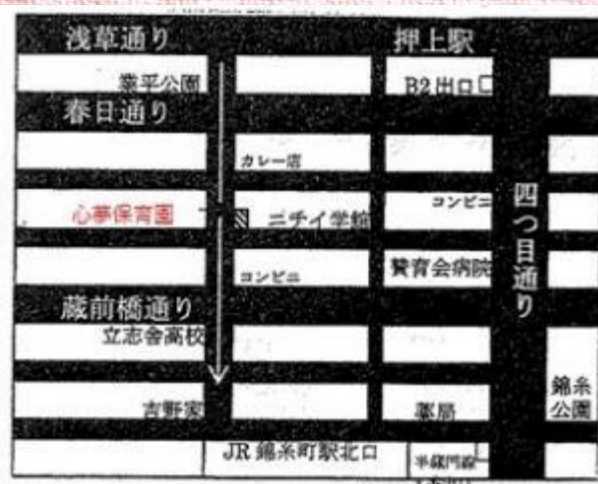 浅草通り
押上駅
業平公園
B2出口
春日通り
カレー店
コンビニ
心夢保育園
ニチイ学館
四つ目通り
コンビニ
賛育会病院
蔵前橋通り
立志舎高校
吉野家
薬局
錦糸
公園
JR 錦糸町駅北口
半蔵門線